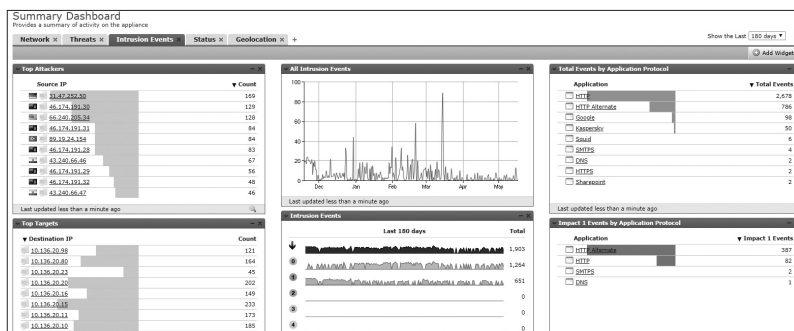 Summary Dashboard
Provides a summary of activity on the appliance
Network × Threats × Intrusion Events × Status × Geolocation × +
Show the Last 180 days ▼
Add Widget
Top Attackers
Source IP ▼ Count
31.47.252.50 169
46.174.191.30 129
66.240.205.34 128
46.174.191.31 84
89.19.24.154 84
46.174.191.28 83
43.240.66.46 67
46.174.191.29 56
46.174.191.32 48
43.240.66.47 46
Last updated less than a minute ago
Top Targets
▼ Destination IP Count
10.136.20.98 121
10.136.20.80 164
10.136.20.23 45
10.136.20.20 202
10.136.20.16 149
10.136.20.15 233
10.136.20.11 173
10.136.20.10 185
All Intrusion Events
100
80
60
40
20
0
Dec Jan Feb Mar Apr May
Last updated less than a minute ago
Intrusion Events
Last 180 days Total
1,903
0 1,264
1 651
2 0
3 0
4 0
Total Events by Application Protocol
Application ▼ Total Events
HTTP 2,678
HTTP Alternate 786
Google 98
Kaspersky 50
Squid 6
SMTPS 4
DNS 2
HTTPS 2
Sharepoint 2
Last updated less than a minute ago
Impact 1 Events by Application Protocol
Application ▼ Impact 1 Events
HTTP Alternate 387
HTTP 82
SMTPS 2
DNS 1